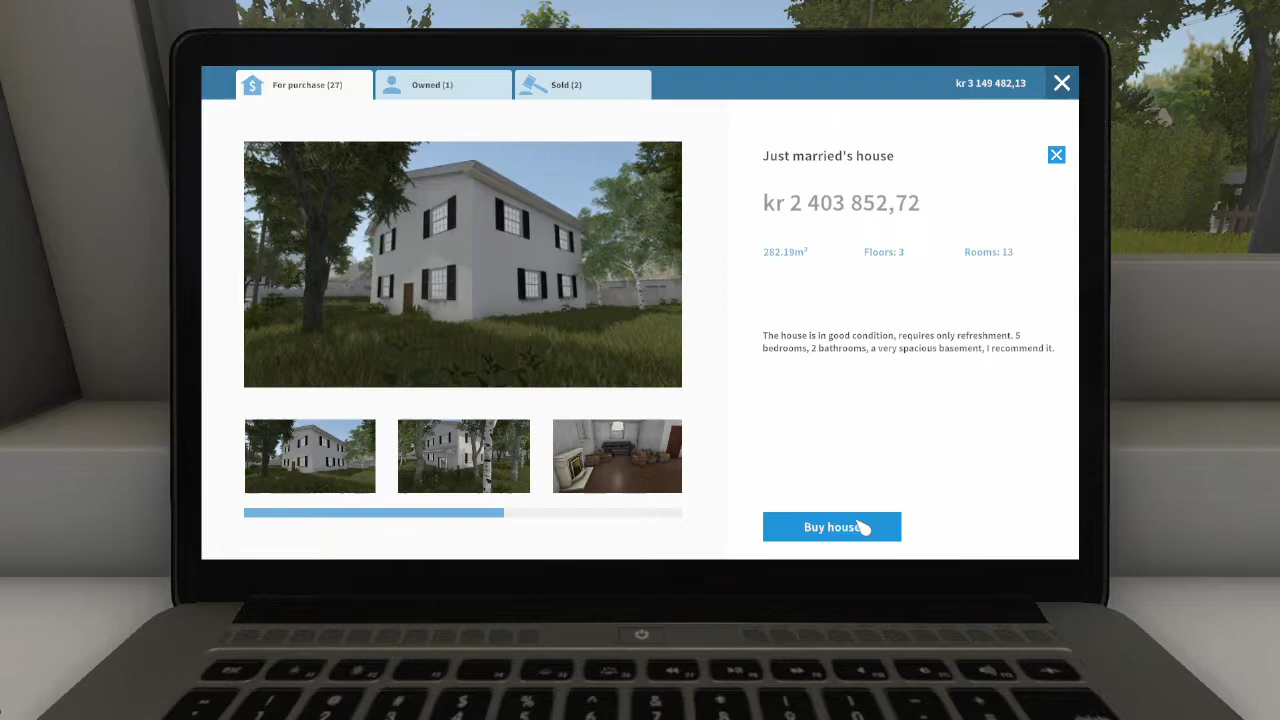 For purchase (27)
Owned (1)
Sold (2)
kr 3 149 482,13
Just married's house
kr 2 403 852,72
282.19m²
Floors: 3
Rooms: 13
The house is in good condition, requires only refreshment. 5
bedrooms, 2 bathrooms, a very spacious basement, I recommend it.
Buy house